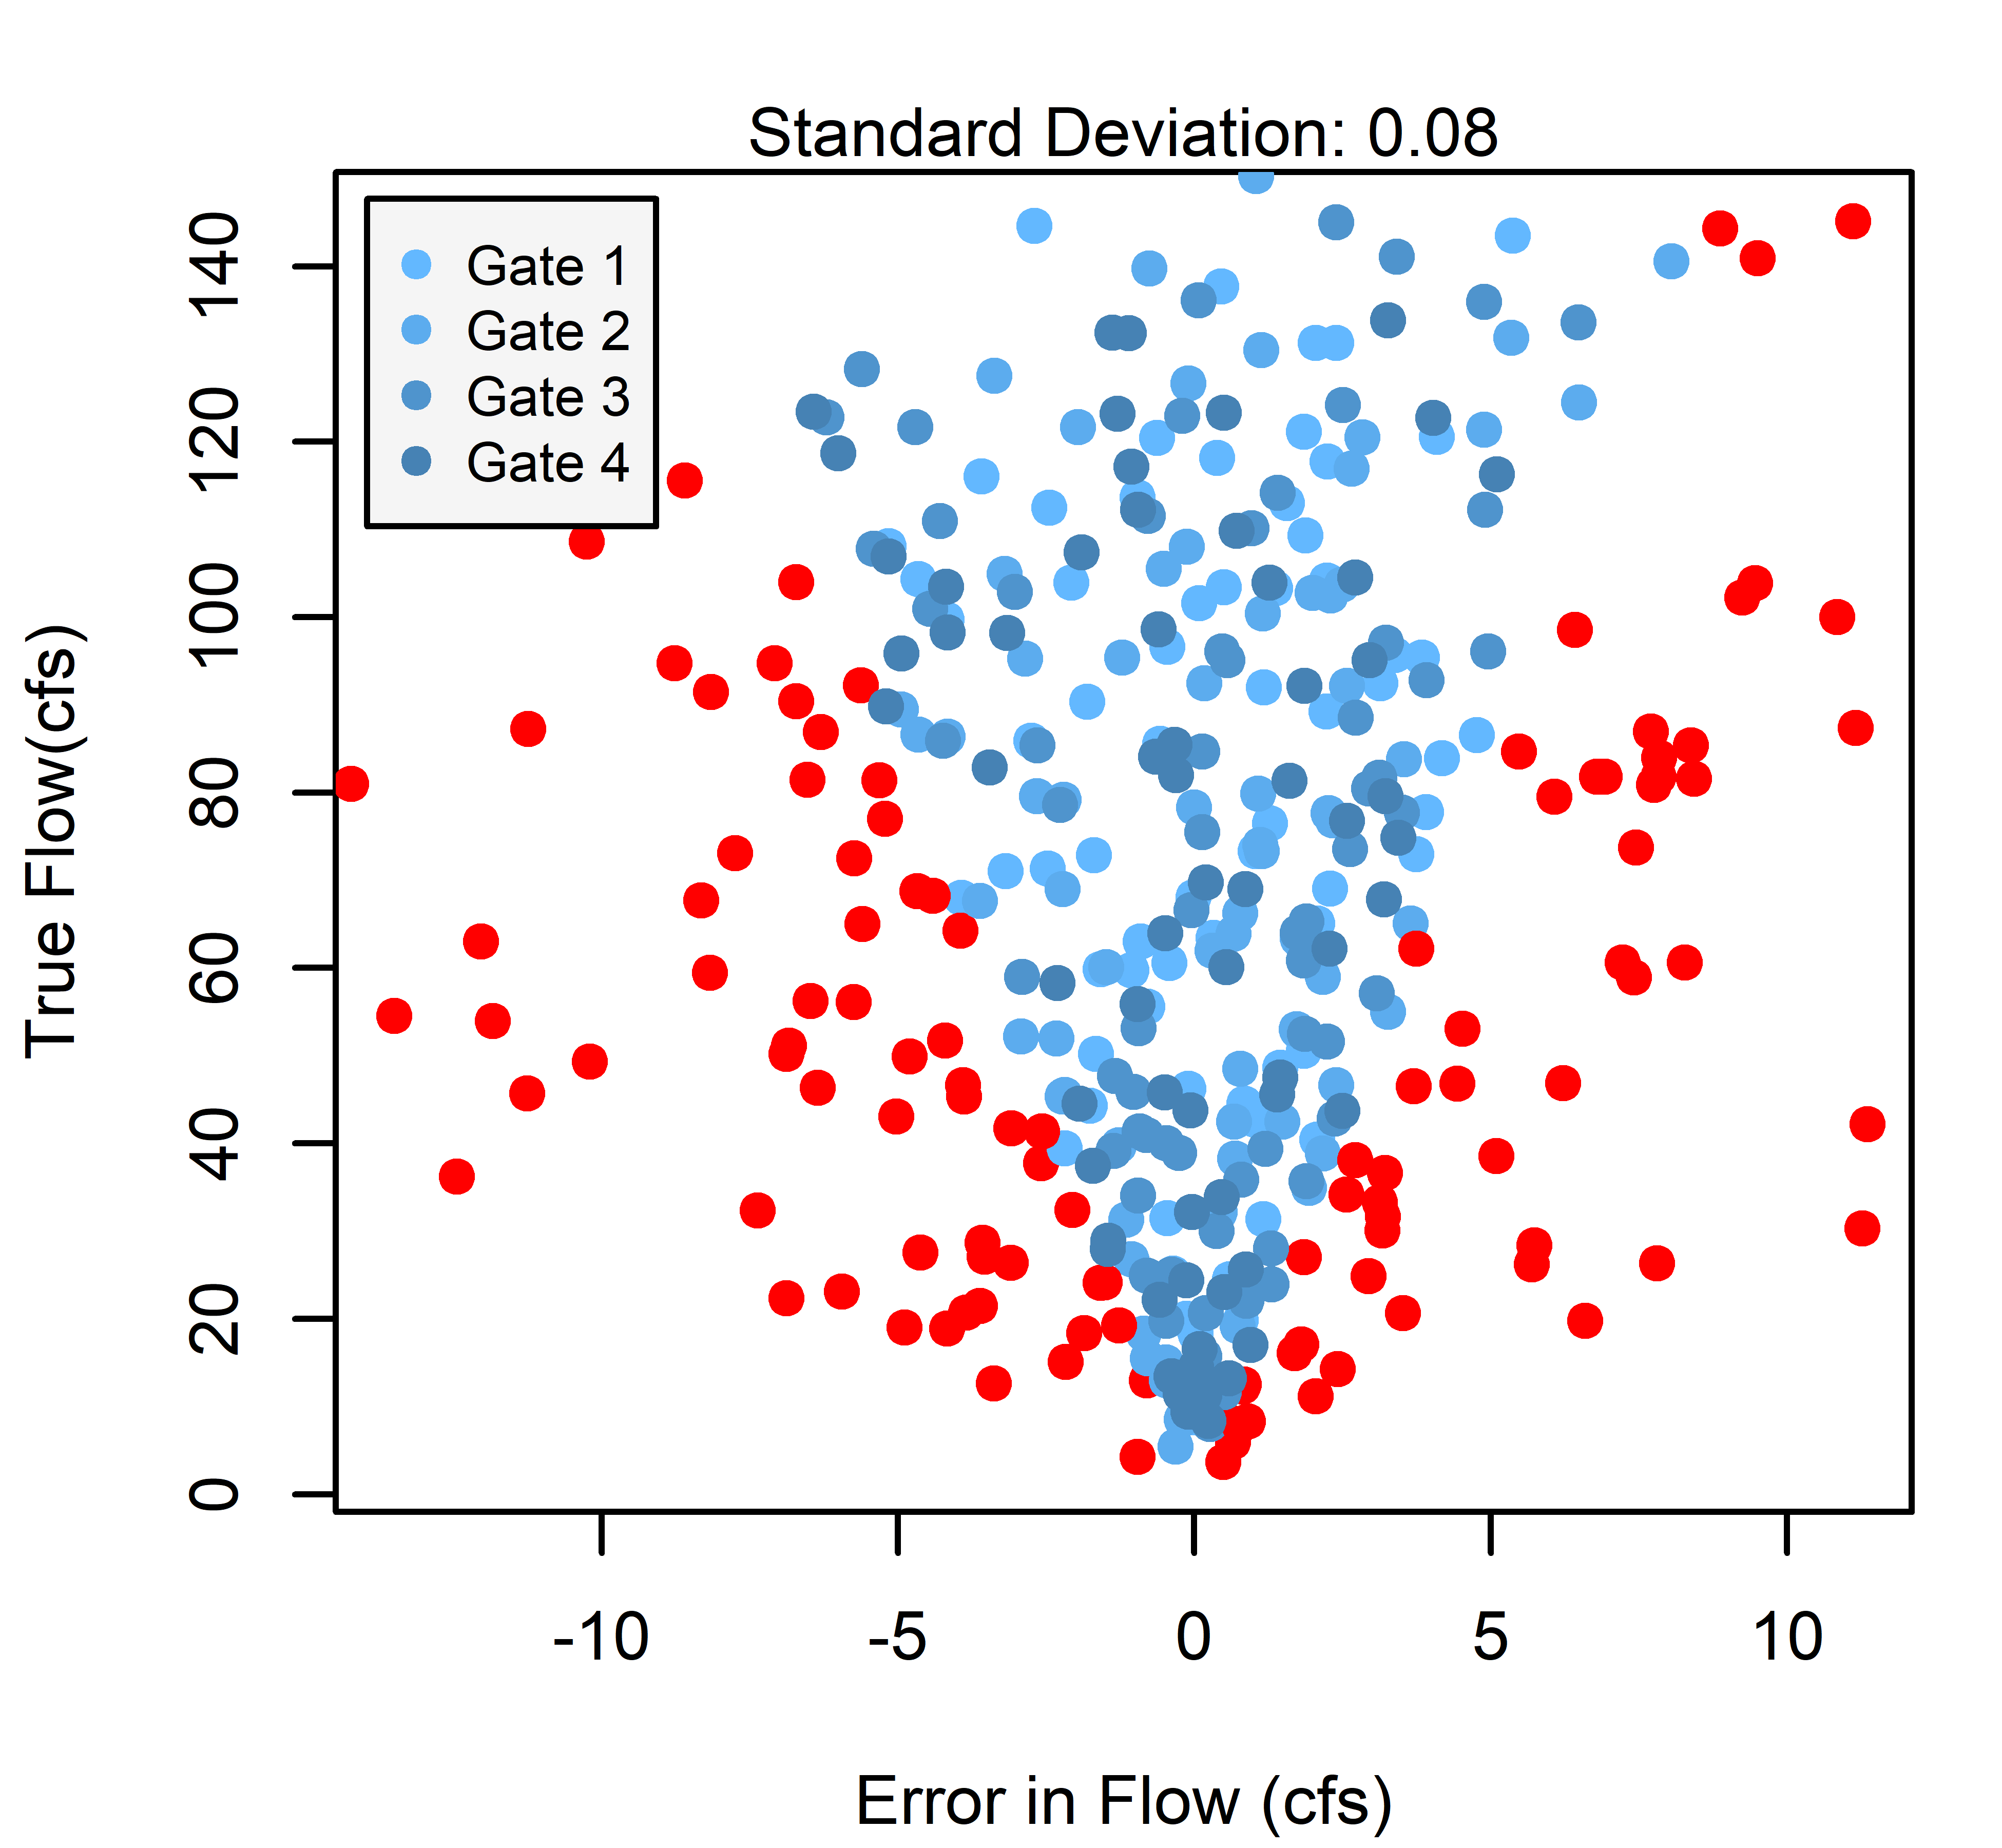 Standard Deviation: 0.08
Gate 1
Gate 2
Gate 3
Gate 4
True Flow(cfs)
140
120
100
80
60
40
20
0
-10 -5 0 5 10
Error in Flow (cfs)